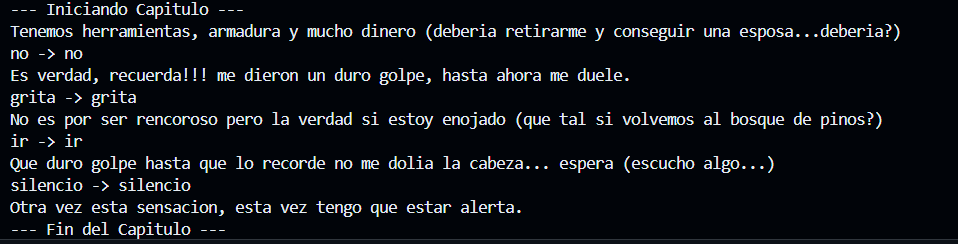 --- Iniciando Capitulo ---
Tenemos herramientas, armadura y mucho dinero (deberia retirarme y conseguir una esposa...deberia?)
no -> no
Es verdad, recuerda!!! me dieron un duro golpe, hasta ahora me duele.
grita -> grita
No es por ser rencoroso pero la verdad si estoy enojado (que tal si volvemos al bosque de pinos?)
ir -> ir
Que duro golpe hasta que lo recorde no me dolia la cabeza... espera (escucho algo...)
silencio -> silencio
Otra vez esta sensacion, esta vez tengo que estar alerta.
--- Fin del Capitulo ---